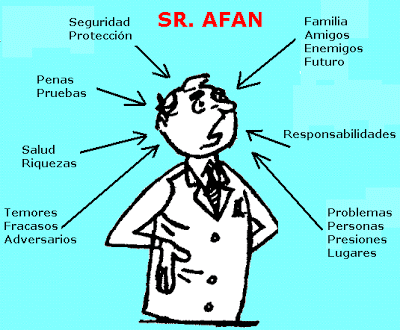 SR. AFAN
Seguridad
Protección
Familia
Amigos
Enemigos
Futuro
Penas
Pruebas
Responsabilidades
Salud
Riquezas
Temores
Fracasos
Adversarios
Problemas
Personas
Presiones
Lugares